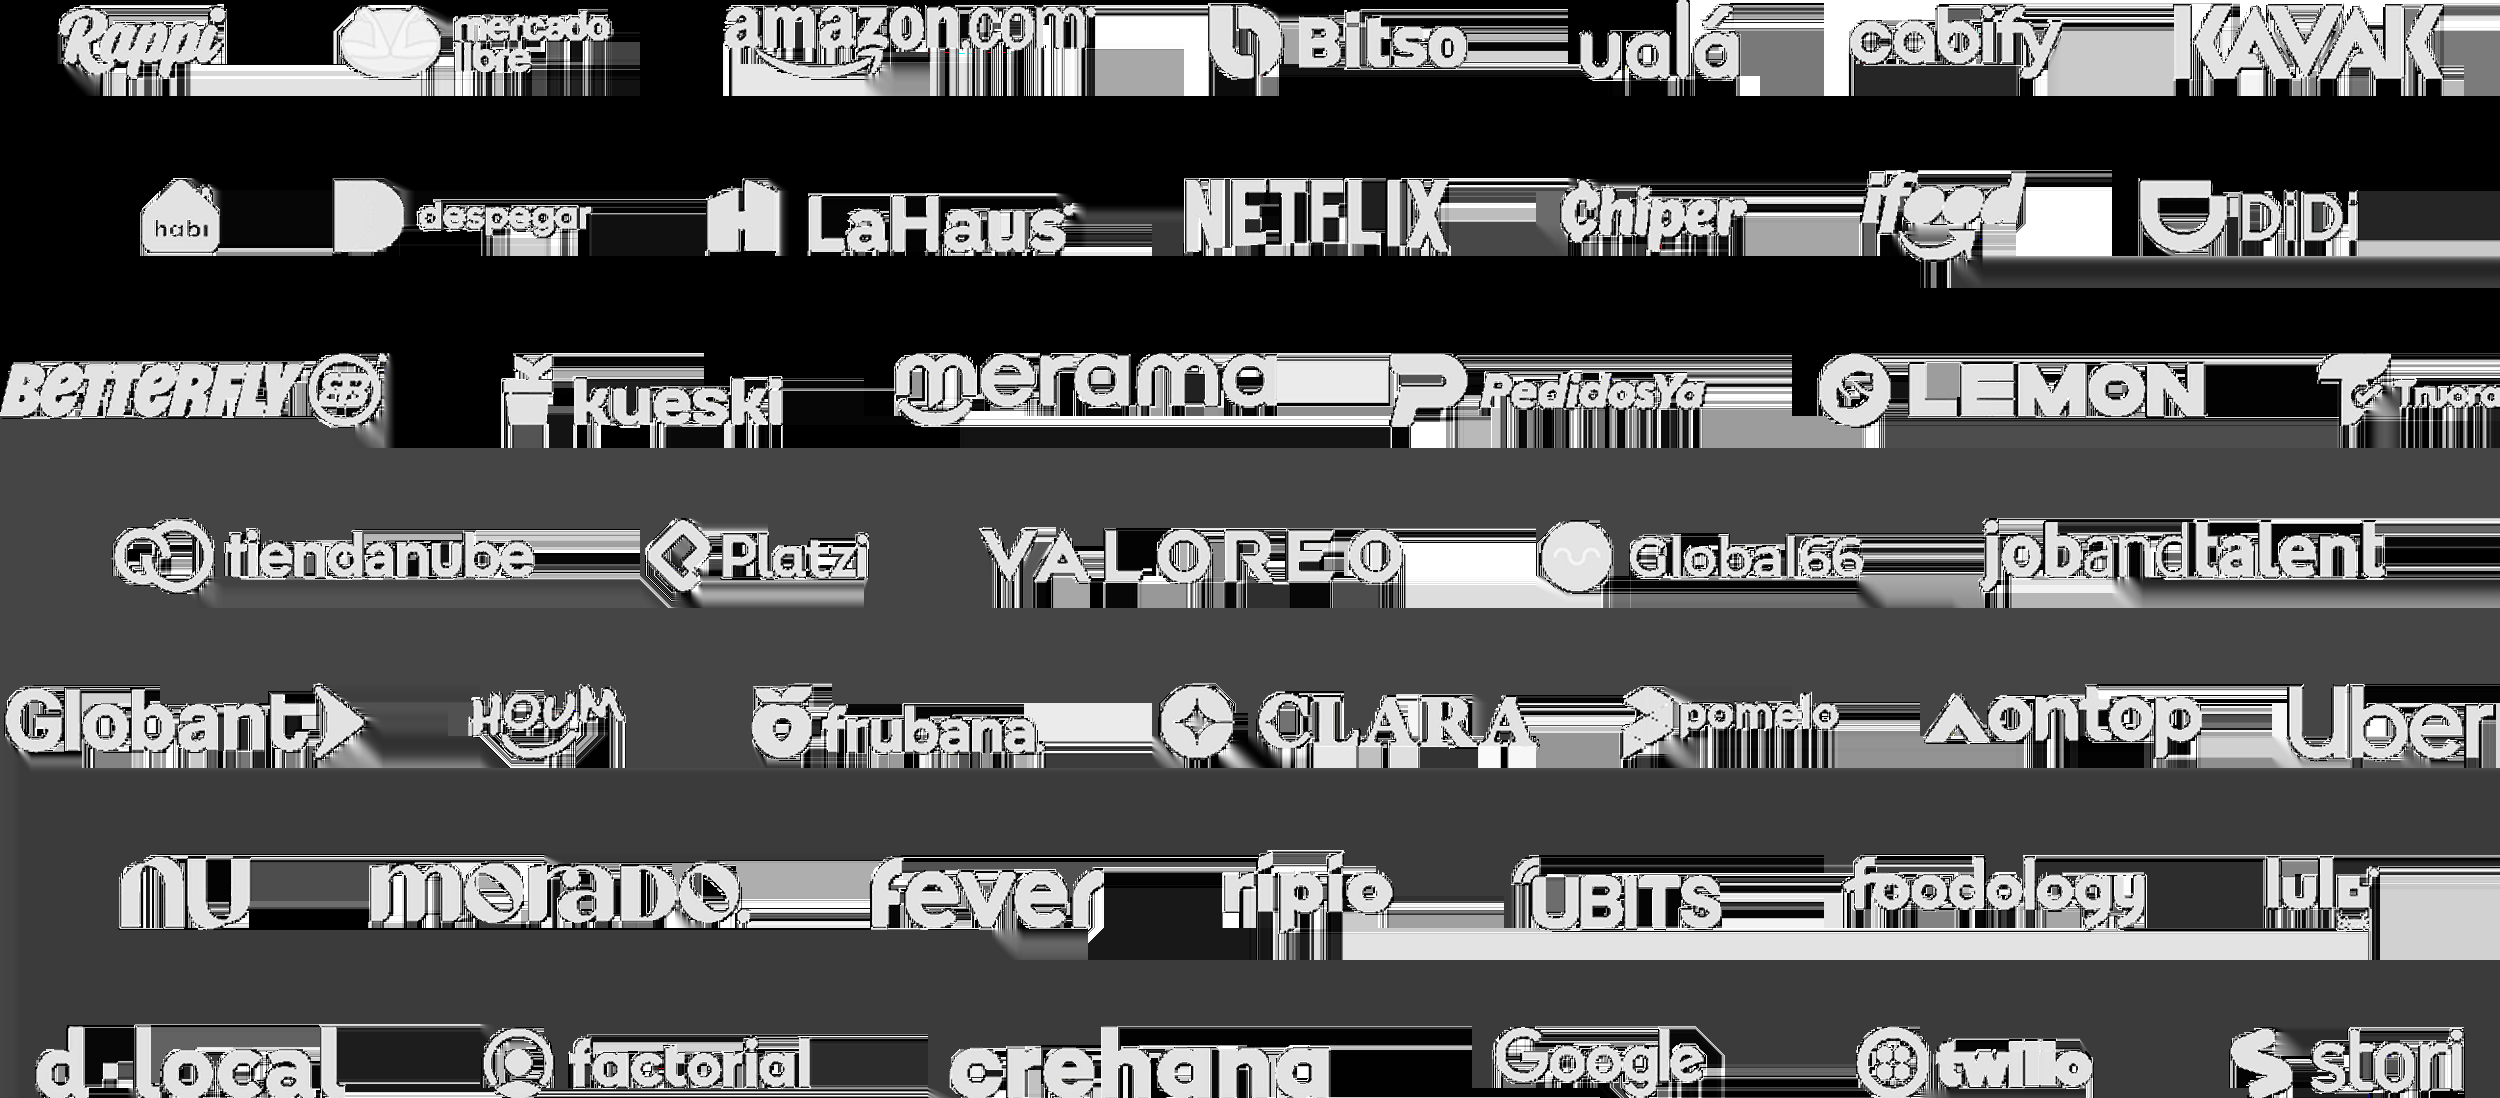 Rappi mercado libre amazon.com Bitso ualá cabify KAVAK
habi despegar LaHaus NETFLIX Chiper ifood DiDi
BETTERFLY kueski merama PedidosYa LEMON Truora
tiendanube Platzi VALOREO Global66 jobandtalent
Globant HOUM frubana CLARA pomelo ontop Uber
nu morado. fever ripio UBITS foodology lulo
d·local factorial crehana Google twilio stori